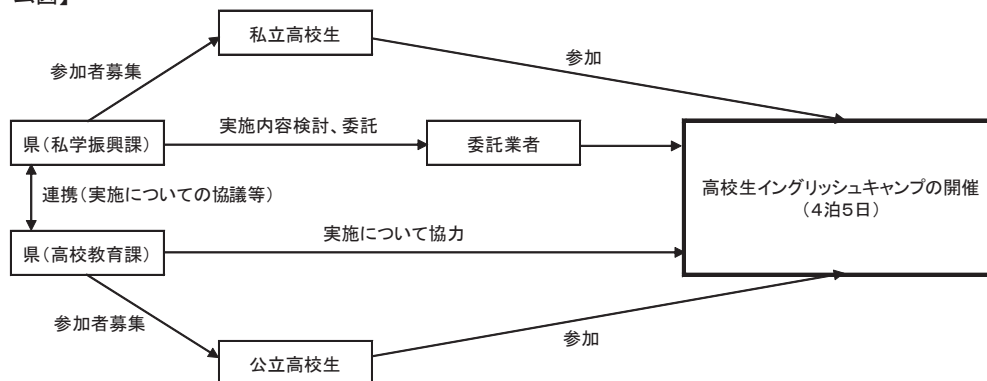 私立高校生
参加者募集
参加
県(私学振興課)
実施内容検討、委託
委託業者
高校生イングリッシュキャンプの開催
(4泊5日)
連携(実施についての協議等)
県(高校教育課)
実施について協力
参加者募集
参加
公立高校生